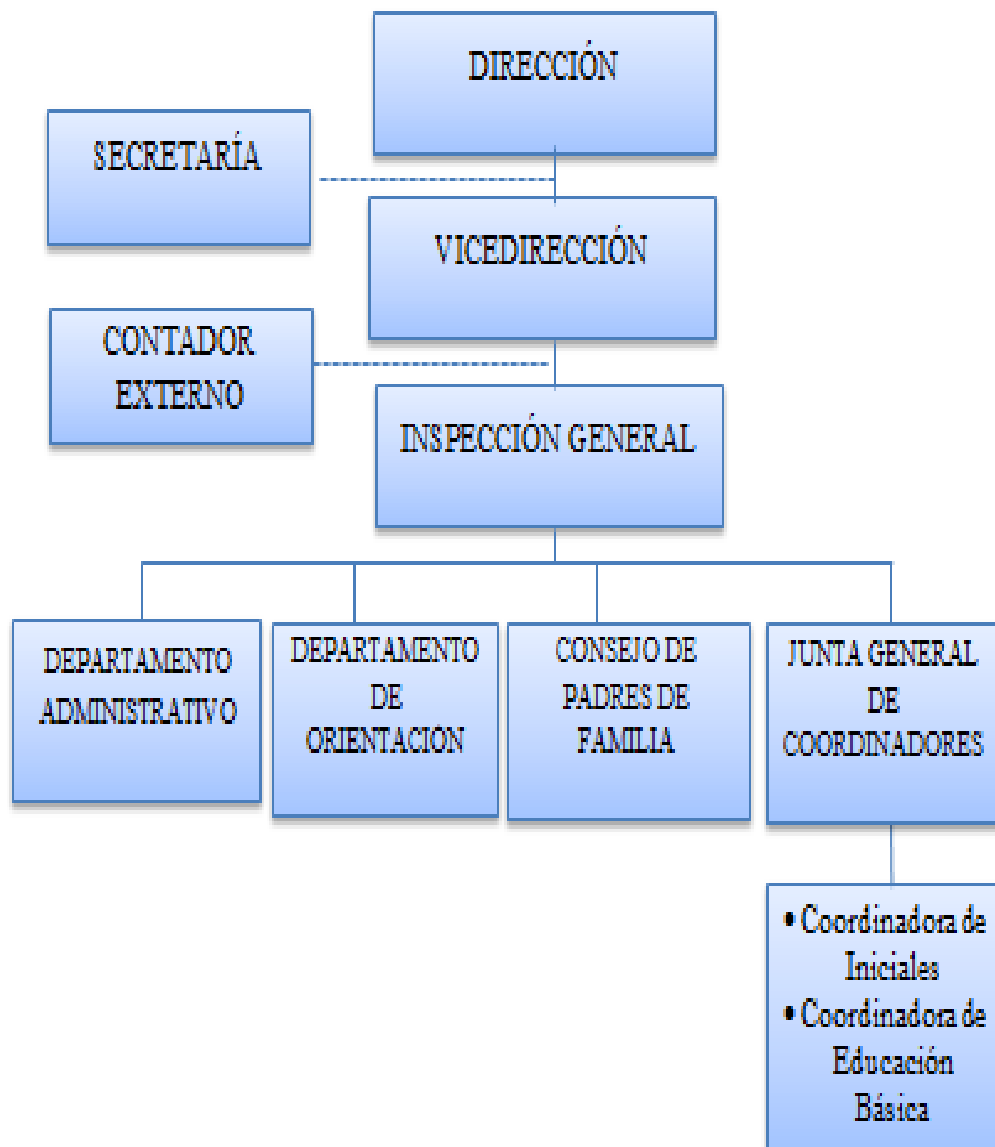 DIRECCIÓN
SECRETARÍA
VICEDIRECCIÓN
CONTADOR
EXTERNO
INSPECCIÓN GENERAL
DEPARTAMENTO
ADMINISTRATIVO
DEPARTAMENTO
DE
ORIENTACIÓN
CONSEJO DE
PADRES DE
FAMILIA
JUNTA GENERAL
DE
COORDINADORES
• Coordinadora de
Iniciales
• Coordinadora de
Educación
Básica